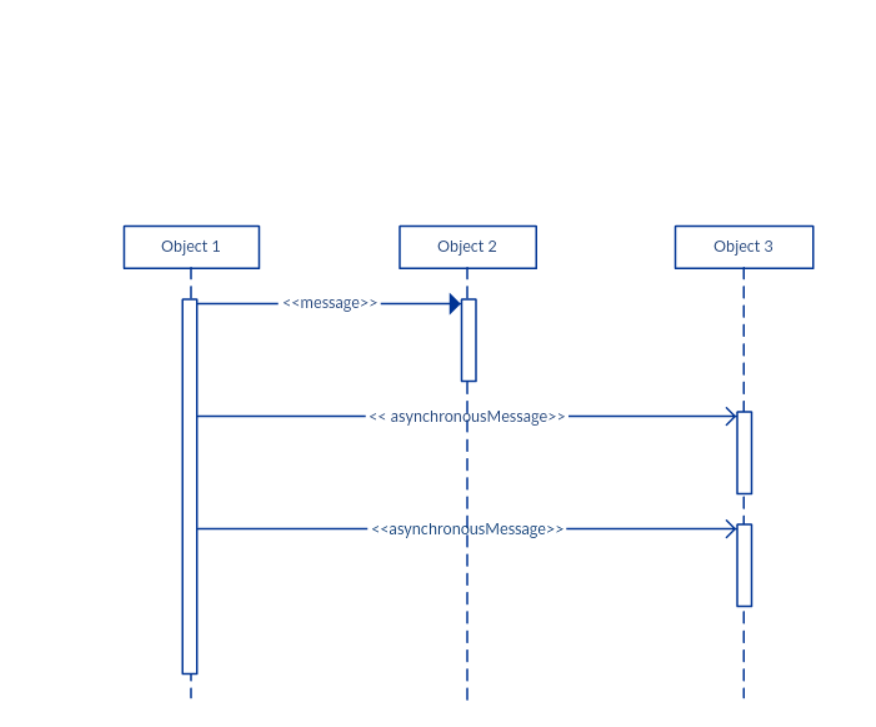 Object 1
Object 2
Object 3
<<message>>
<< asynchronousMessage>>
<<asynchronousMessage>>